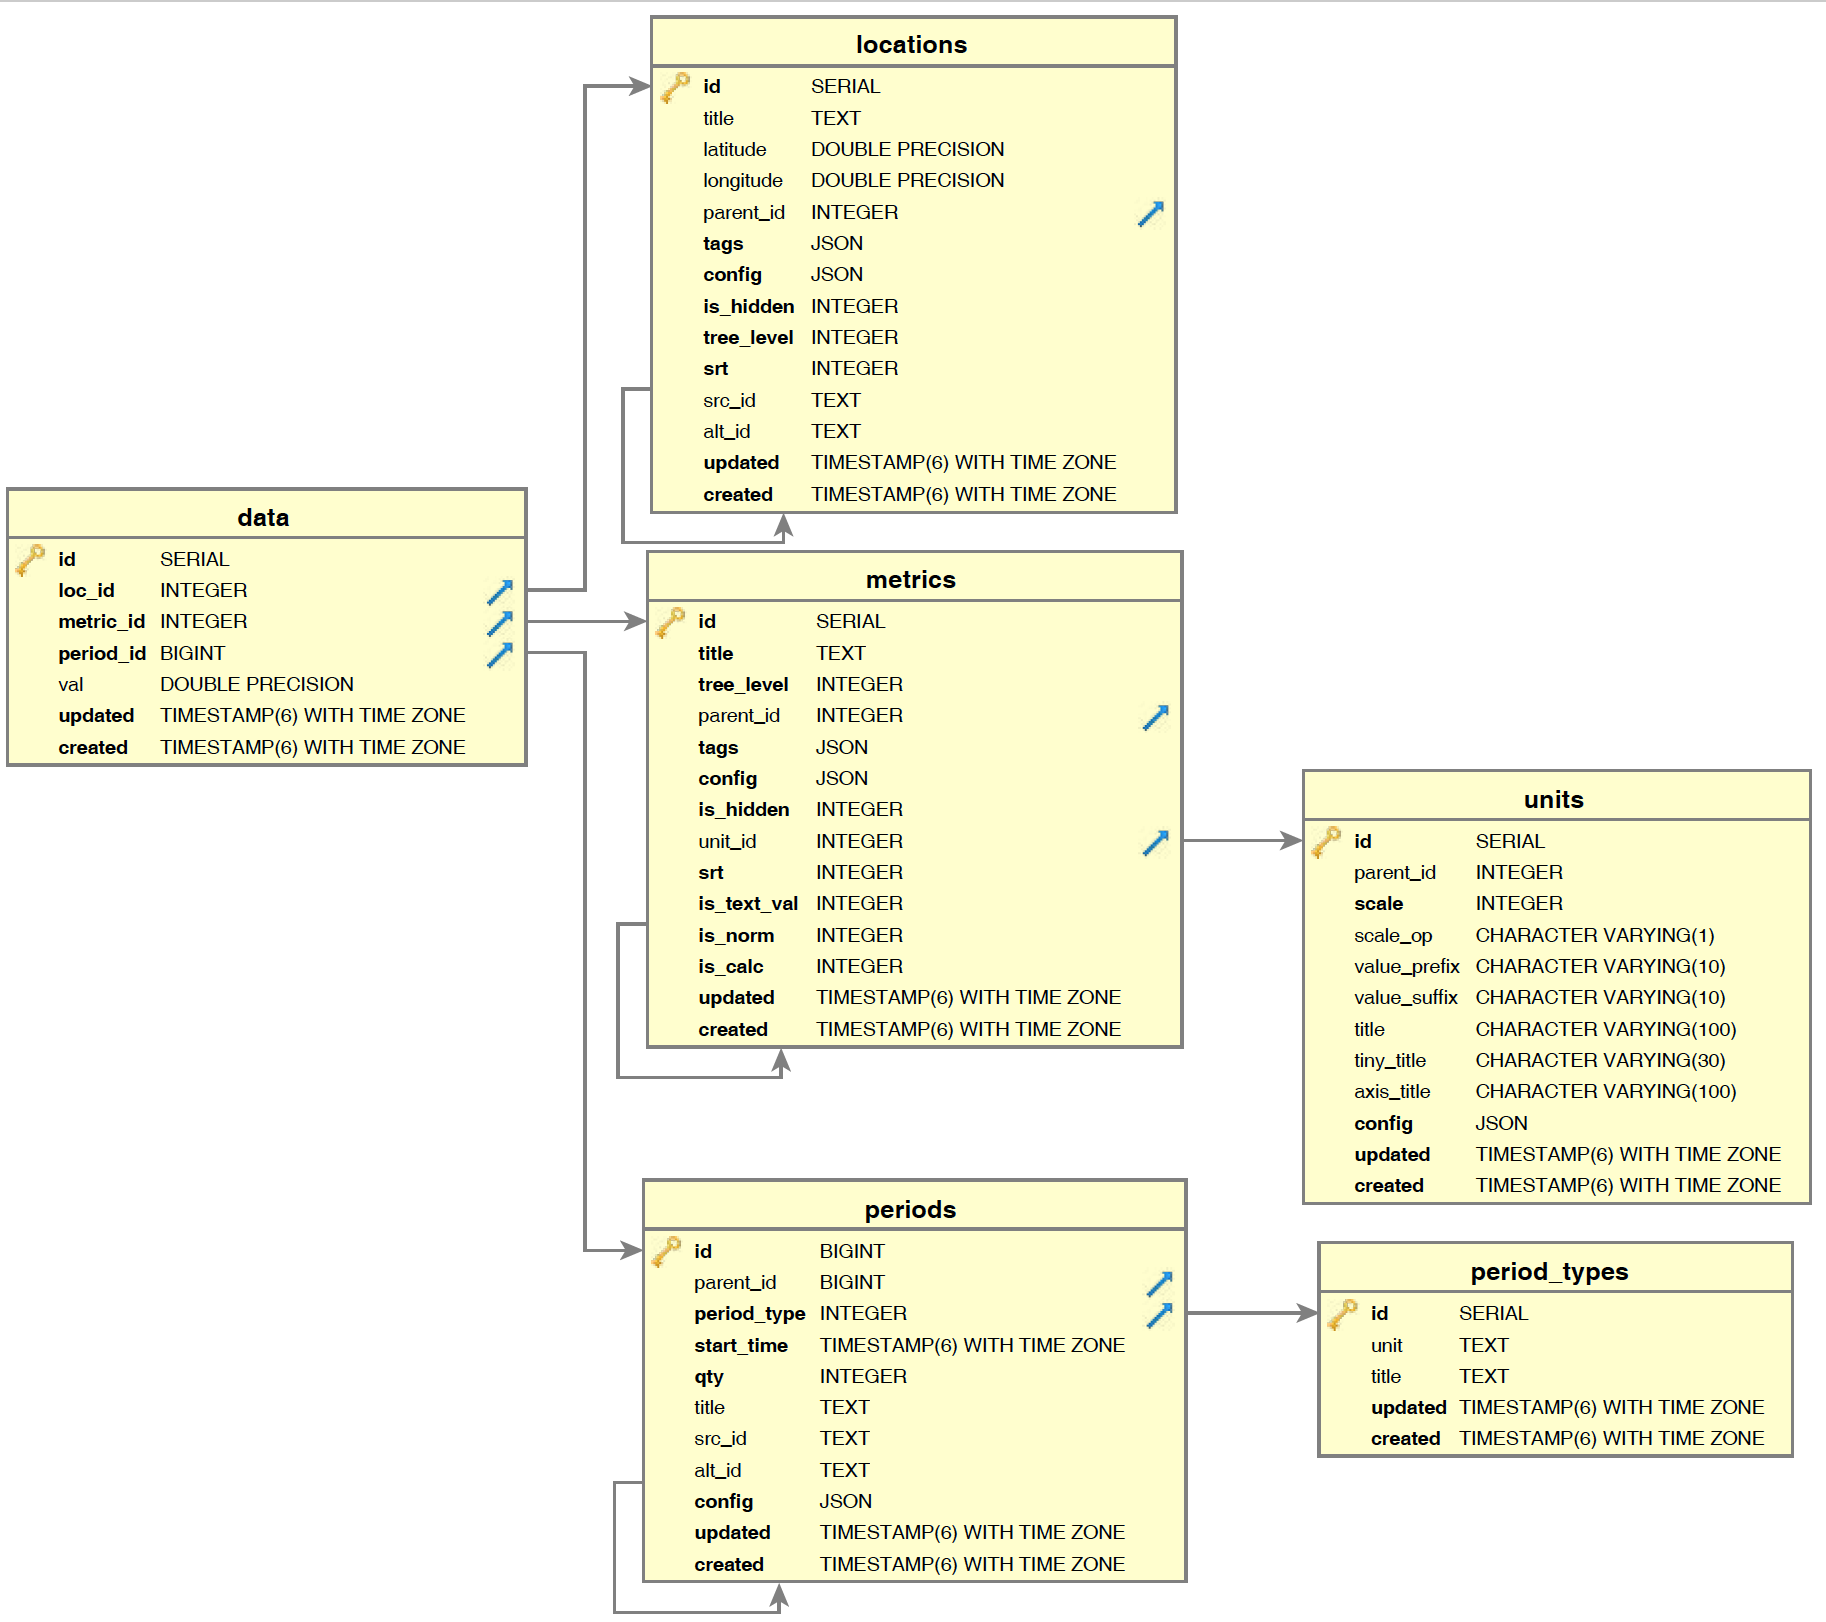 locations
id SERIAL
title TEXT
latitude DOUBLE PRECISION
longitude DOUBLE PRECISION
parent_id INTEGER
tags JSON
config JSON
is_hidden INTEGER
tree_level INTEGER
srt INTEGER
src_id TEXT
alt_id TEXT
updated TIMESTAMP(6) WITH TIME ZONE
created TIMESTAMP(6) WITH TIME ZONE
data
id SERIAL
loc_id INTEGER
metric_id INTEGER
period_id BIGINT
val DOUBLE PRECISION
updated TIMESTAMP(6) WITH TIME ZONE
created TIMESTAMP(6) WITH TIME ZONE
metrics
id SERIAL
title TEXT
tree_level INTEGER
parent_id INTEGER
tags JSON
config JSON
is_hidden INTEGER
unit_id INTEGER
srt INTEGER
is_text_val INTEGER
is_norm INTEGER
is_calc INTEGER
updated TIMESTAMP(6) WITH TIME ZONE
created TIMESTAMP(6) WITH TIME ZONE
units
id SERIAL
parent_id INTEGER
scale INTEGER
scale_op CHARACTER VARYING(1)
value_prefix CHARACTER VARYING(10)
value_suffix CHARACTER VARYING(10)
title CHARACTER VARYING(100)
tiny_title CHARACTER VARYING(30)
axis_title CHARACTER VARYING(100)
config JSON
updated TIMESTAMP(6) WITH TIME ZONE
created TIMESTAMP(6) WITH TIME ZONE
periods
id BIGINT
parent_id BIGINT
period_type INTEGER
start_time TIMESTAMP(6) WITH TIME ZONE
qty INTEGER
title TEXT
src_id TEXT
alt_id TEXT
config JSON
updated TIMESTAMP(6) WITH TIME ZONE
created TIMESTAMP(6) WITH TIME ZONE
period_types
id SERIAL
unit TEXT
title TEXT
updated TIMESTAMP(6) WITH TIME ZONE
created TIMESTAMP(6) WITH TIME ZONE